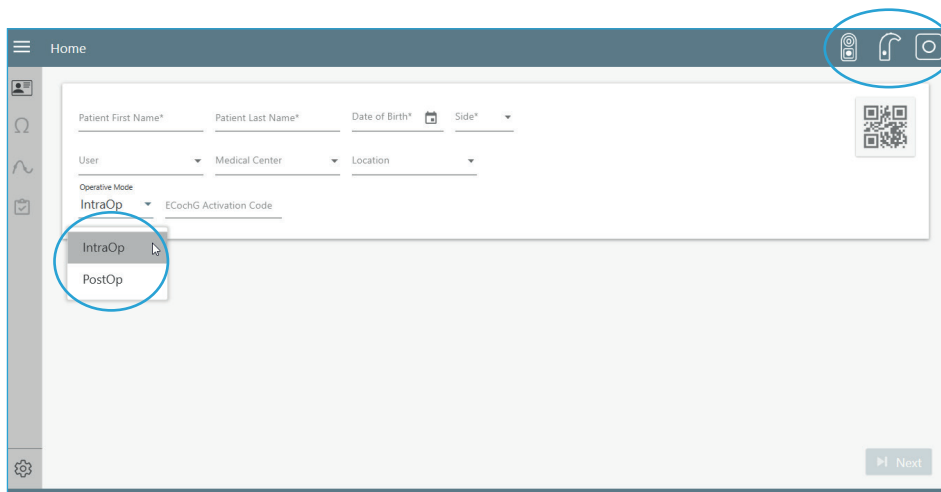 Home
Patient First Name* Patient Last Name* Date of Birth* Side*
User Medical Center Location
Operative Mode
IntraOp ECochG Activation Code
IntraOp
PostOp
Next